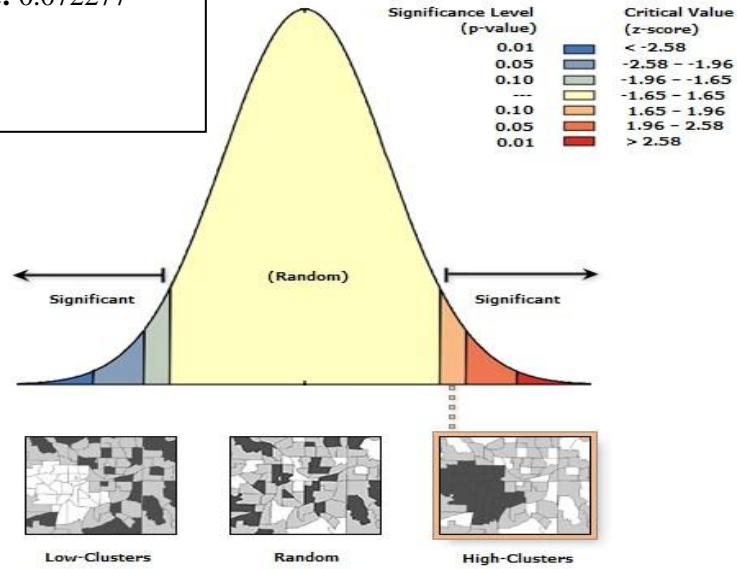 0.072277
Significance Level Critical Value
(p-value) (z-score)
0.01 < -2.58
0.05 -2.58 – -1.96
0.10 -1.96 – -1.65
--- -1.65 – 1.65
0.10 1.65 – 1.96
0.05 1.96 – 2.58
0.01 > 2.58
(Random)
Significant Significant
Low-Clusters Random High-Clusters